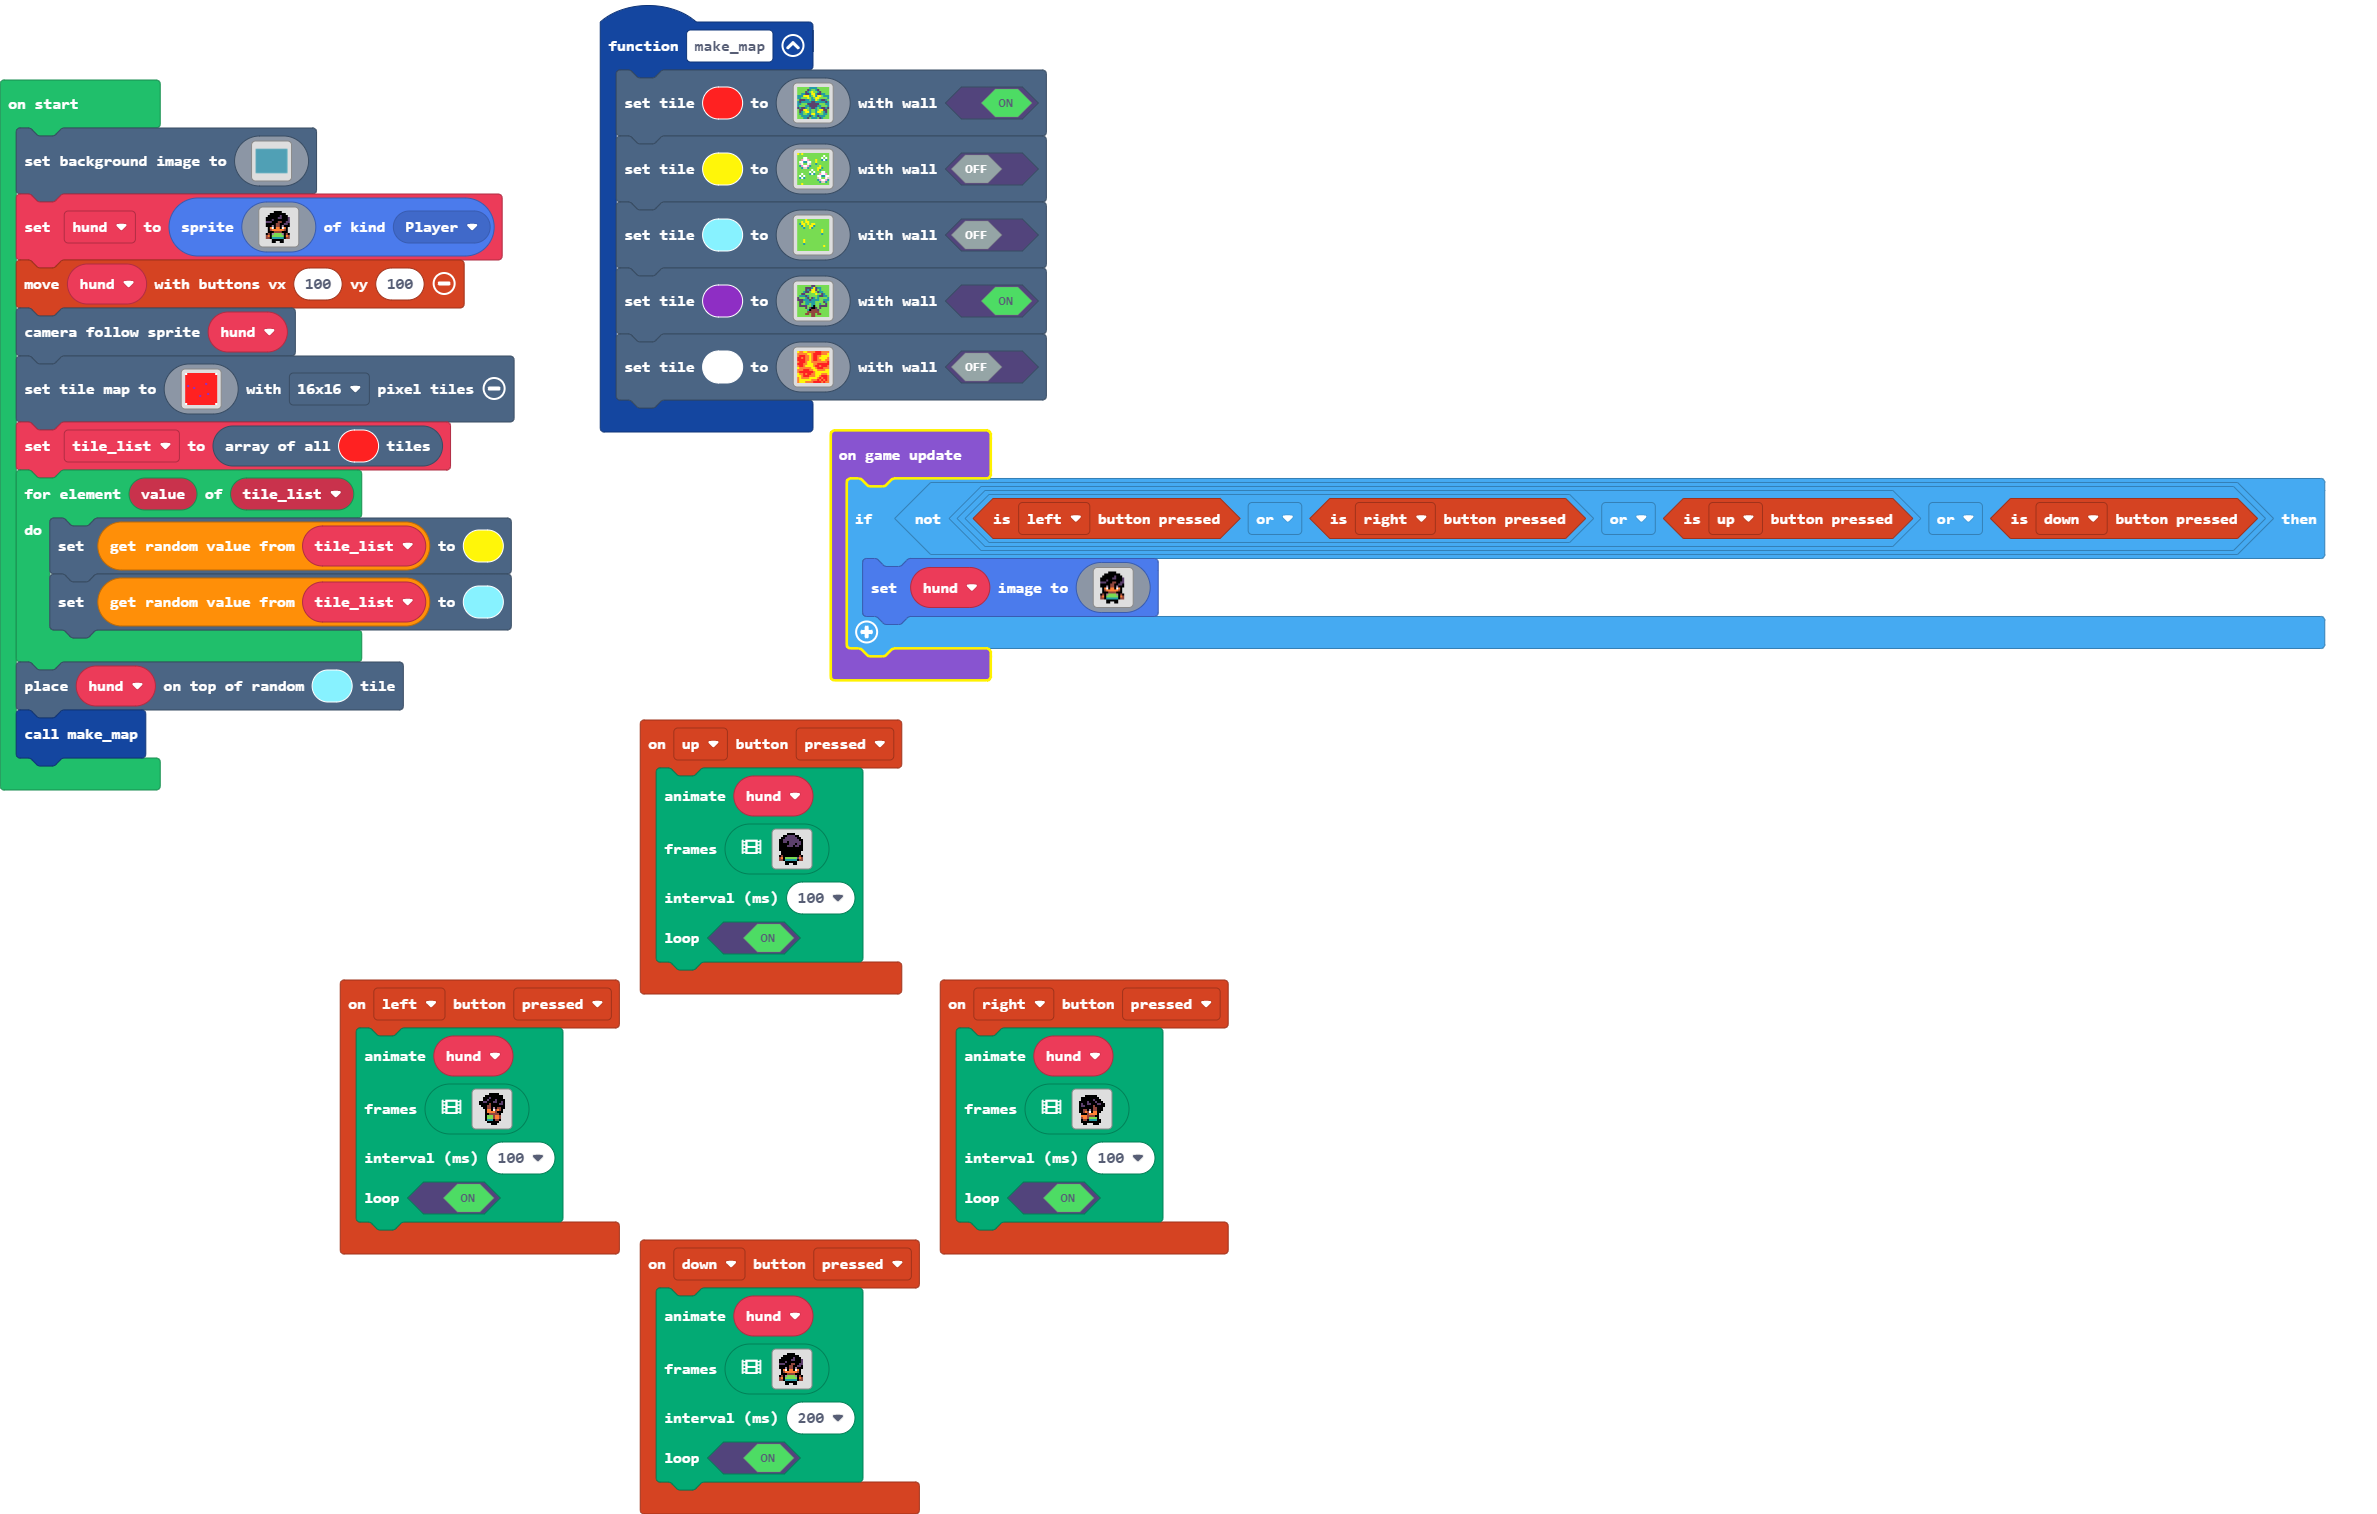 on start
set background image to
set hund to sprite of kind Player
move hund with buttons vx 100 vy 100
camera follow sprite hund
set tile map to with 16x16 pixel tiles
set tile_list to array of all tiles
for element value of tile_list
do
set get random value from tile_list to
set get random value from tile_list to
place hund on top of random tile
call make_map
function make_map
set tile to with wall ON
set tile to with wall OFF
set tile to with wall OFF
set tile to with wall ON
set tile to with wall OFF
on game update
if not is left button pressed or is right button pressed or is up button pressed or is down button pressed then
set hund image to
on up button pressed
animate hund
frames
interval (ms) 100
loop ON
on left button pressed
animate hund
frames
interval (ms) 100
loop ON
on right button pressed
animate hund
frames
interval (ms) 100
loop ON
on down button pressed
animate hund
frames
interval (ms) 200
loop ON